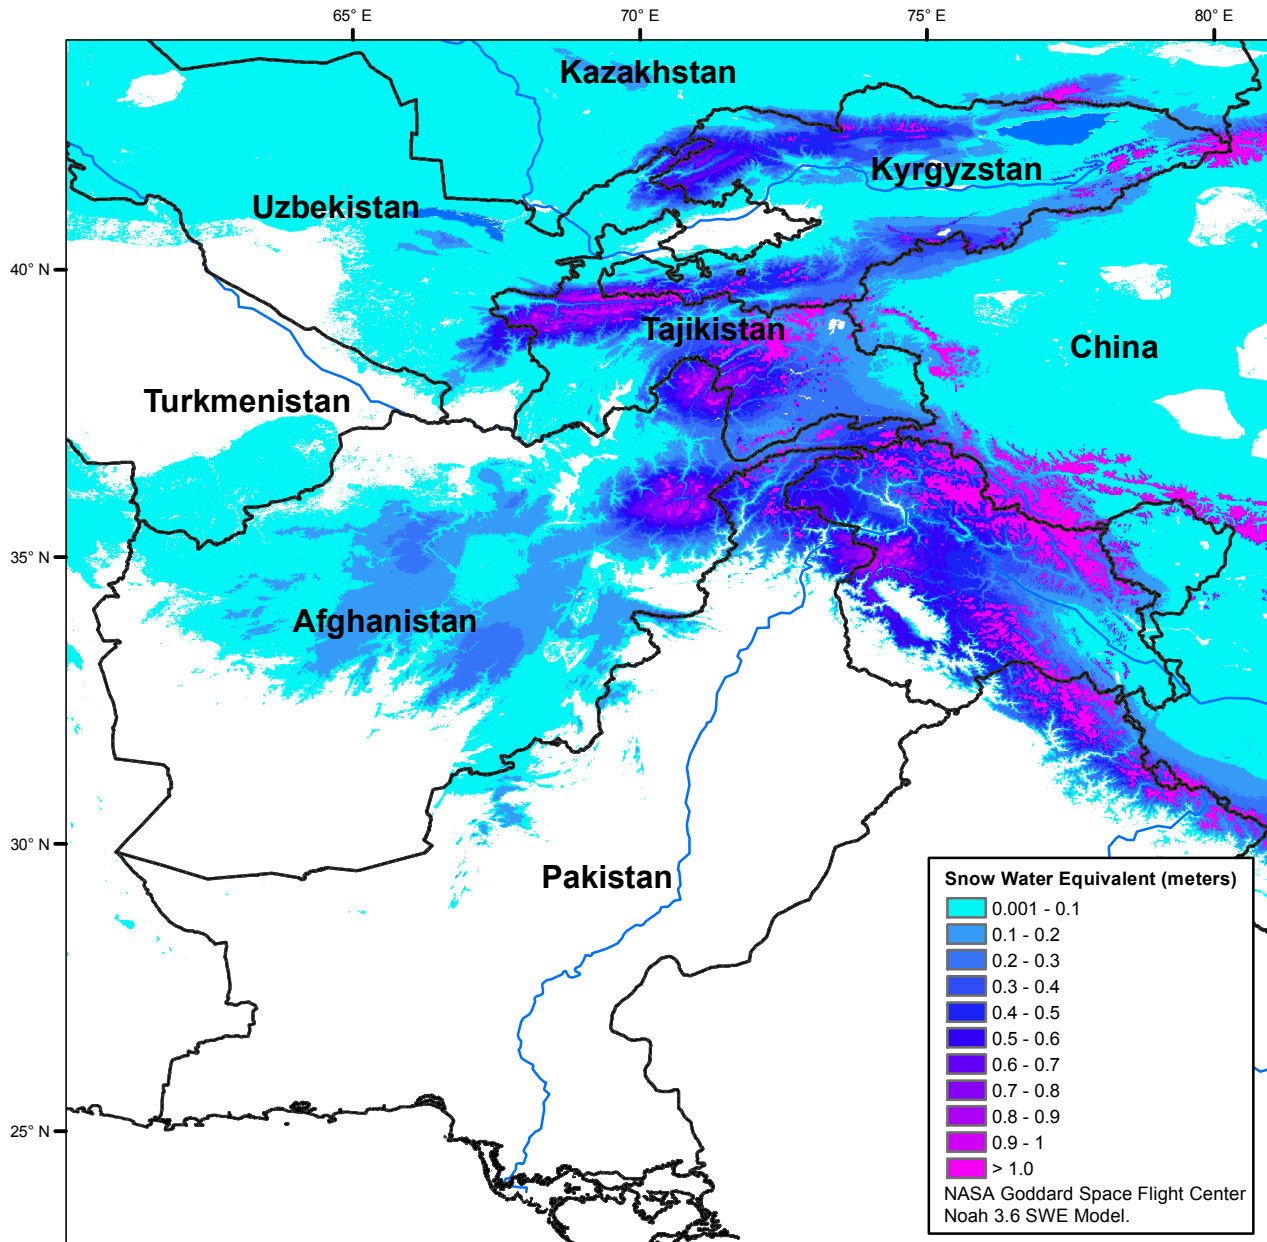 65° E
70° E
75° E
80° E
Kazakhstan
Kyrgyzstan
Uzbekistan
40° N
Tajikistan
China
Turkmenistan
35° N
Afghanistan
30° N
Pakistan
25° N
Snow Water Equivalent (meters)
0.001 - 0.1
0.1 - 0.2
0.2 - 0.3
0.3 - 0.4
0.4 - 0.5
0.5 - 0.6
0.6 - 0.7
0.7 - 0.8
0.8 - 0.9
0.9 - 1
> 1.0
NASA Goddard Space Flight Center
Noah 3.6 SWE Model.